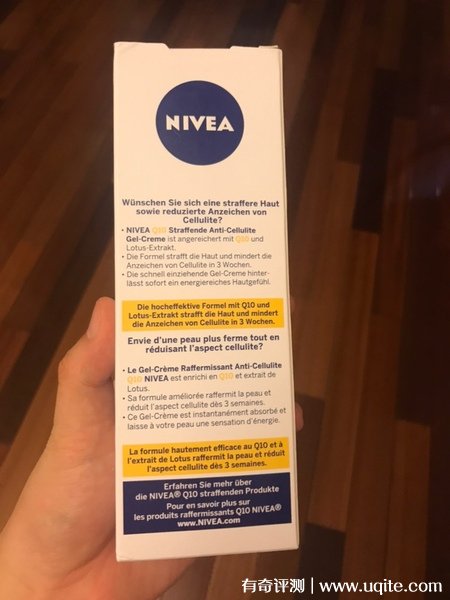 NIVEA
Wünschen Sie sich eine straffere Haut
sowie reduzierte Anzeichen von
Cellulite?
• NIVEA Q10 Straffende Anti-Cellulite
Gel-Creme ist angereichert mit Q10 und
Lotus-Extrakt.
• Die Formel strafft die Haut und mindert die
Anzeichen von Cellulite in 3 Wochen.
• Die schnell einziehende Gel-Creme hinter-
lässt sofort ein energiereiches Hautgefühl.
Die hocheffektive Formel mit Q10 und
Lotus-Extrakt strafft die Haut und mindert
die Anzeichen von Cellulite in 3 Wochen.
Envie d'une peau plus ferme tout en
réduisant l'aspect cellulite?
• Le Gel-Crème Raffermissant Anti-Cellulite
Q10 NIVEA est enrichi en Q10 et extrait de
Lotus.
• Sa formule améliorée raffermit la peau et
réduit l'aspect cellulite dès 3 semaines.
• Ce Gel-Crème est instantanément absorbé et
laisse à votre peau une sensation d'énergie.
La formule hautement efficace au Q10 et à
l'extrait de Lotus raffermit la peau et réduit
l'aspect cellulite dès 3 semaines.
Erfahren Sie mehr über
die NIVEA® Q10 straffenden Produkte
Pour en savoir plus sur
les produits raffermissants Q10 NIVEA®
www.NIVEA.com
有奇评测 | www.uqite.com